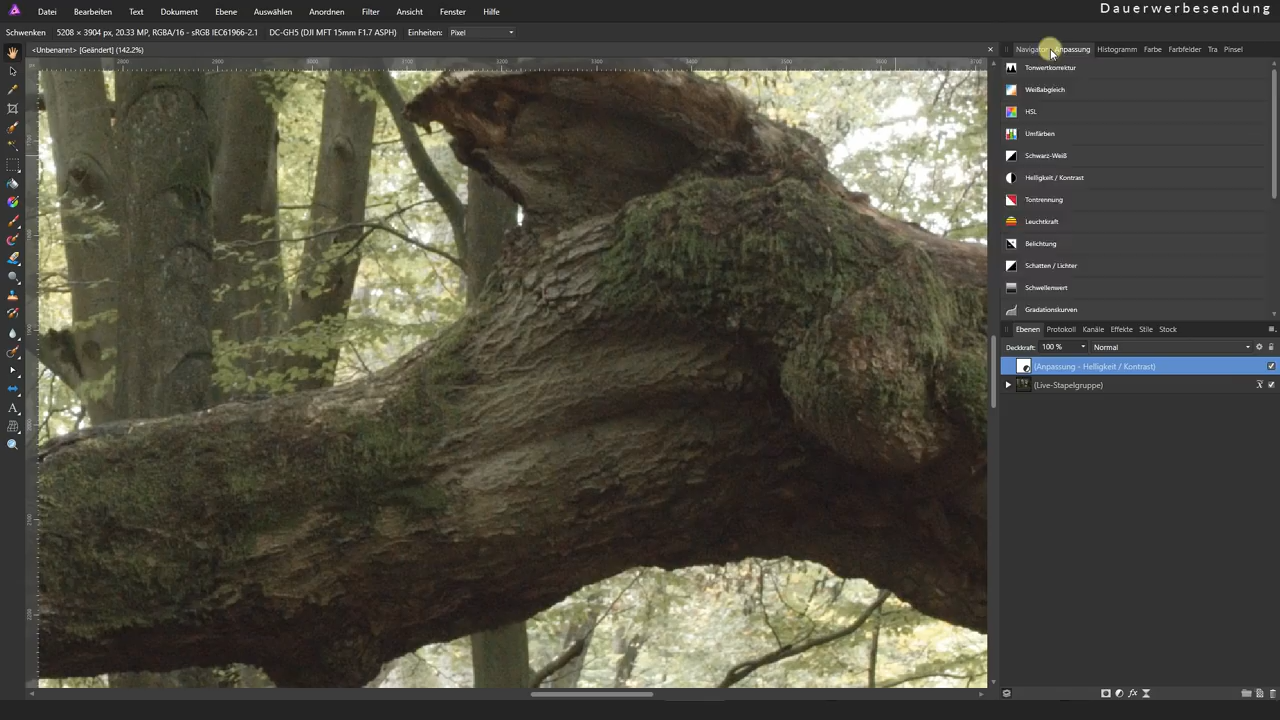 Dauerwerbesendung
Datei Bearbeiten Text Dokument Ebene Auswählen Anordnen Filter Ansicht Fenster Hilfe
Schwenken 5208 × 3904 px, 20.33 MP, RGBA/16 - sRGB IEC61966-2.1 DC-GH5 (DJI MFT 15mm F1.7 ASPH) Einheiten: Pixel
<Unbenannt> [Geändert] (142.2%)
Navigator Anpassung Histogramm Farbe Farbfelder Tra Pinsel
Tonwertkorrektur
Weißabgleich
HSL
Umfärben
Schwarz-Weiß
Helligkeit / Kontrast
Tontrennung
Leuchtkraft
Belichtung
Schatten / Lichter
Schwellenwert
Gradationskurven
Ebenen Protokoll Kanäle Effekte Stile Stock
Deckkraft: 100 % Normal
(Anpassung - Helligkeit / Kontrast)
(Live-Stapelgruppe)